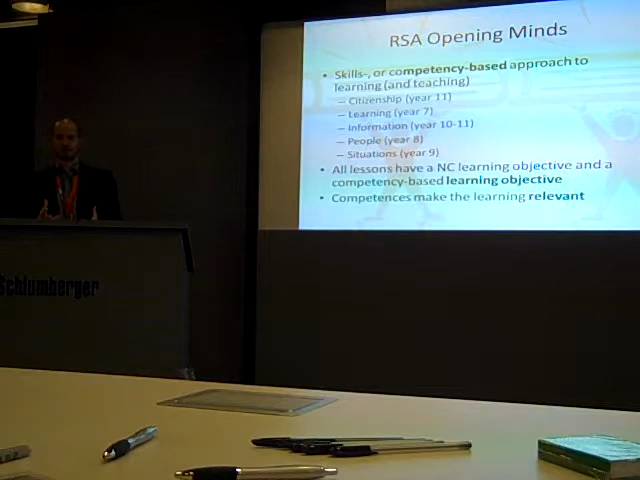 RSA Opening Minds
• Skills-, or competency-based approach to
learning (and teaching)
– Citizenship (year 11)
– Learning (year 7)
– Information (year 10-11)
– People (year 8)
– Situations (year 9)
• All lessons have a NC learning objective and a
competency-based learning objective
• Competences make the learning relevant
Schlumberger